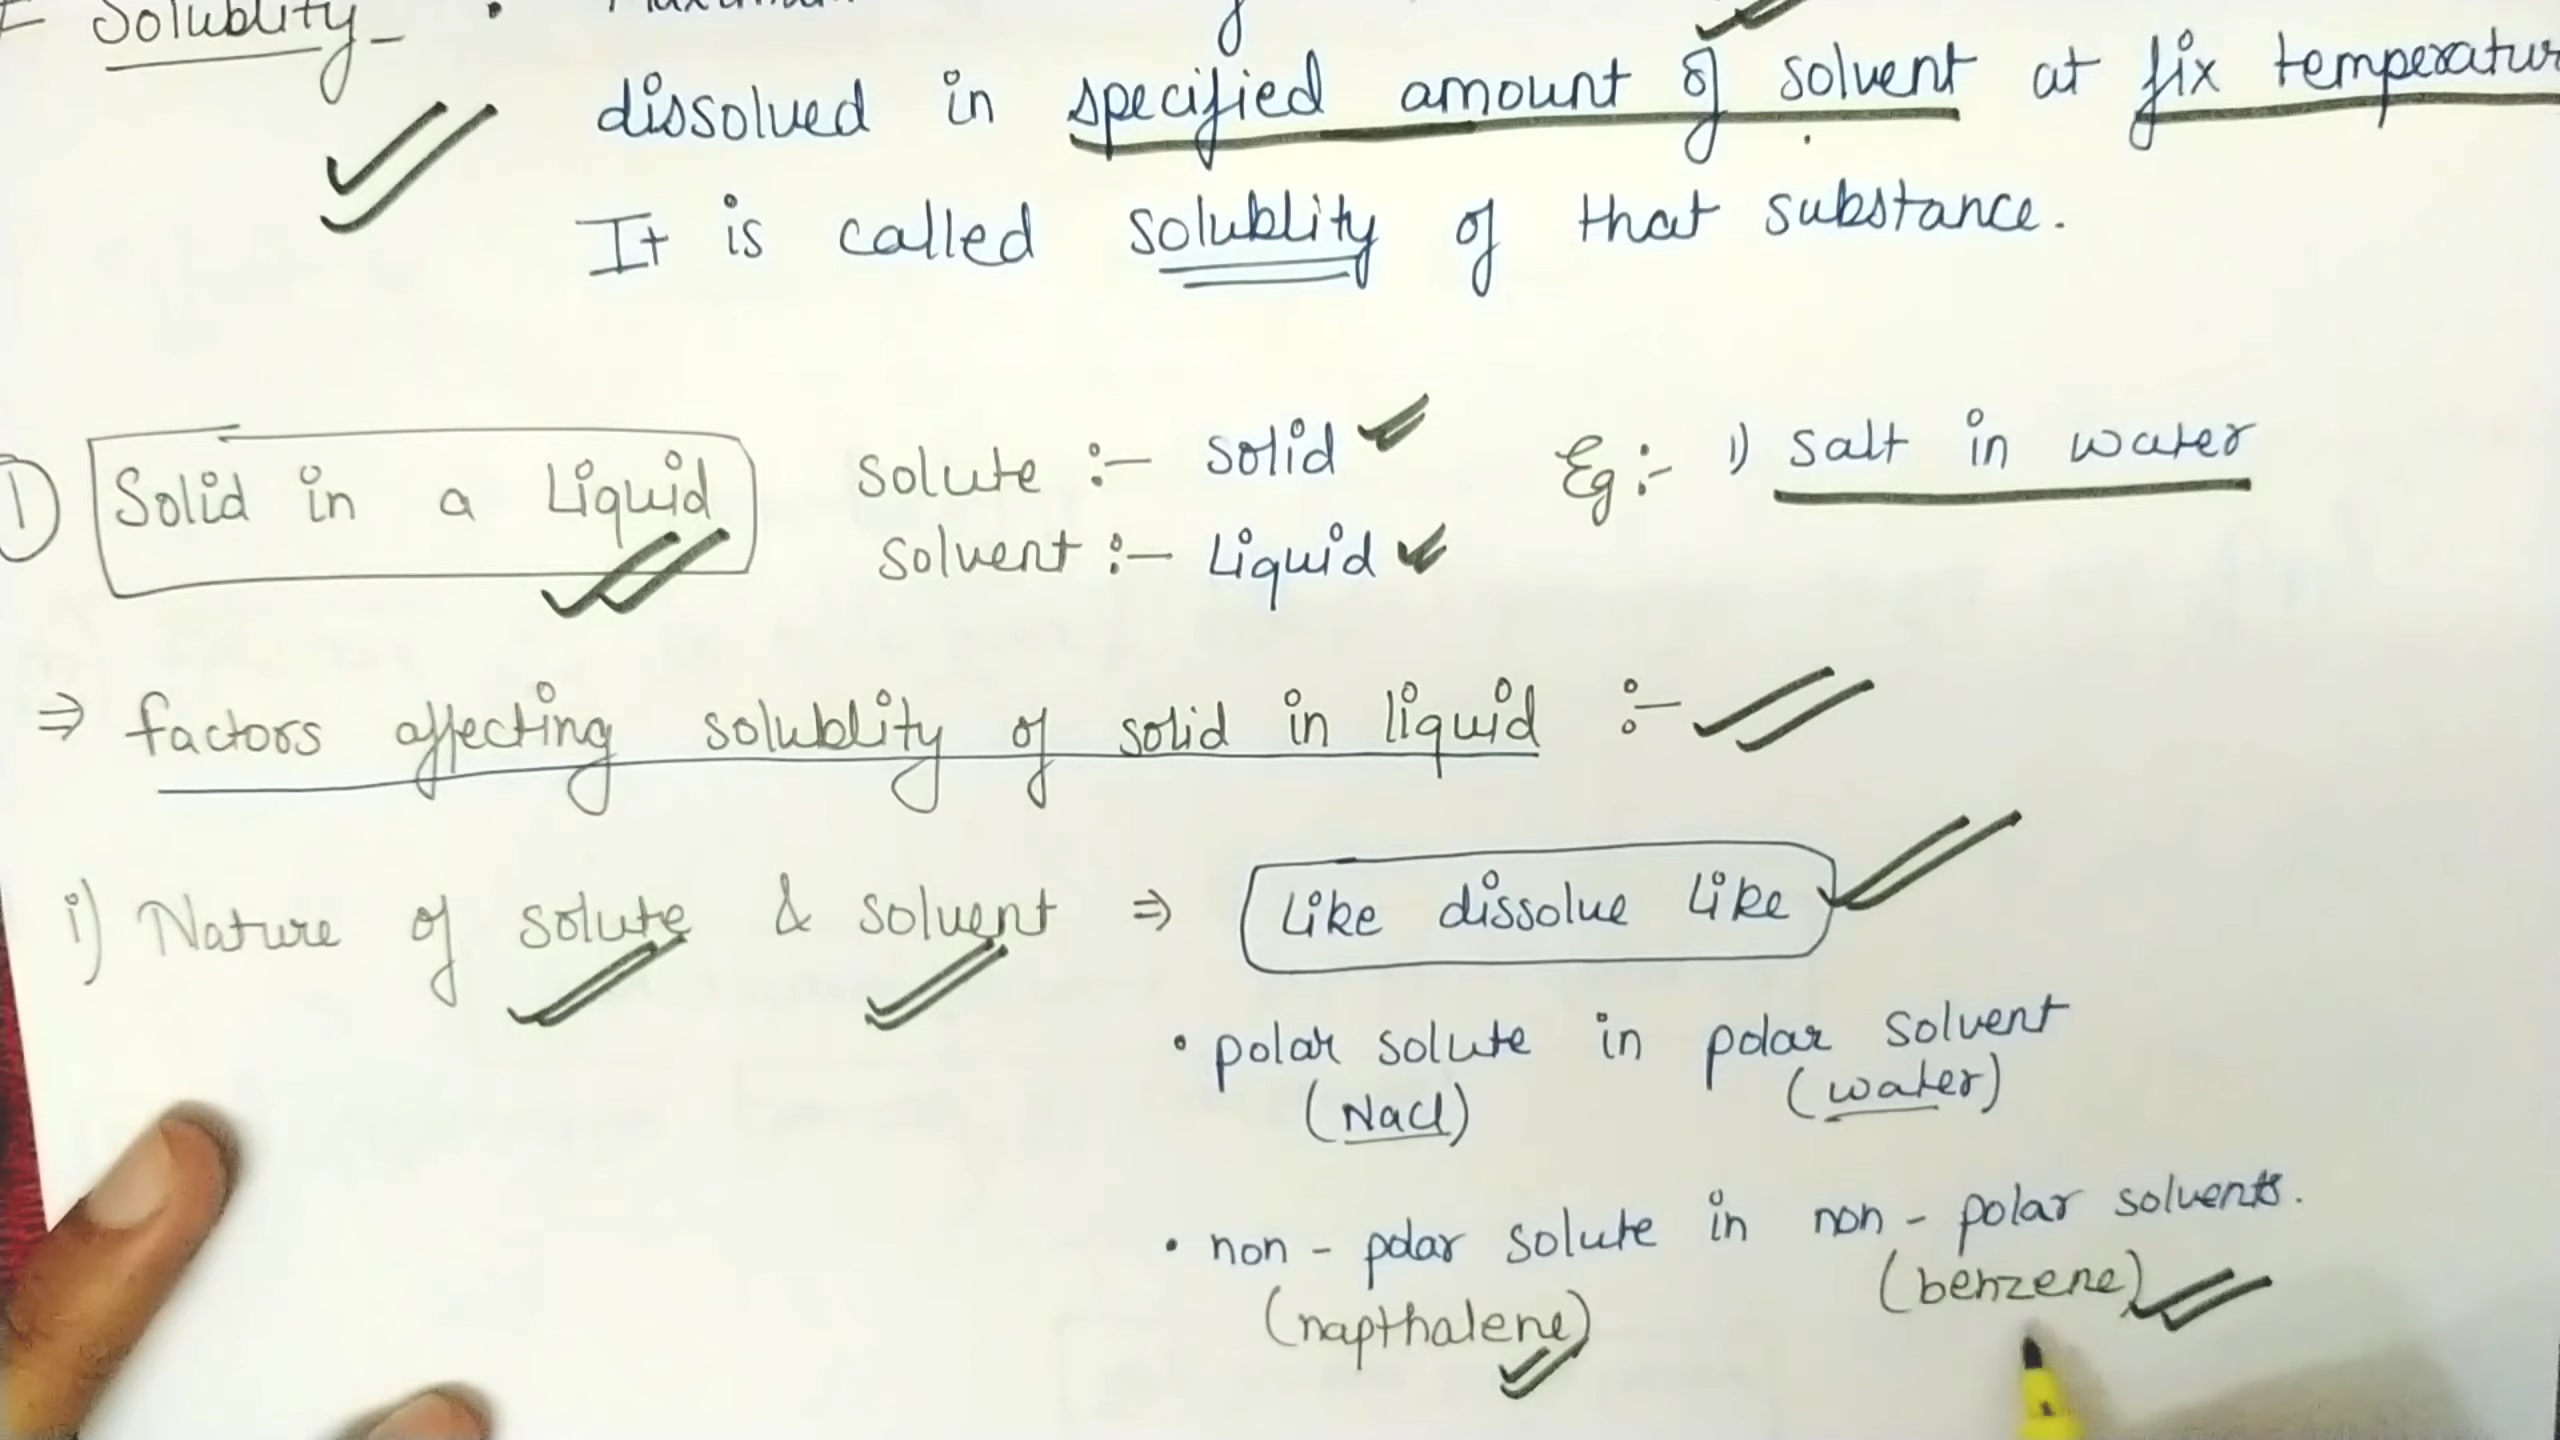 Solublity -
dissolved in specified amount of solvent at fix temperatur
It is called solublity of that substance.
1 Solid in a Liquid solute :- solid Eg :- 1) salt in water
solvent :- Liquid
⇒ factors affecting solublity of solid in liquid :-
i) Nature of solute & solvent ⇒ Like dissolve like
• polar solute in polar solvent
(NaCl) (water)
• non - polar solute in non - polar solvents.
(napthalene) (benzene)